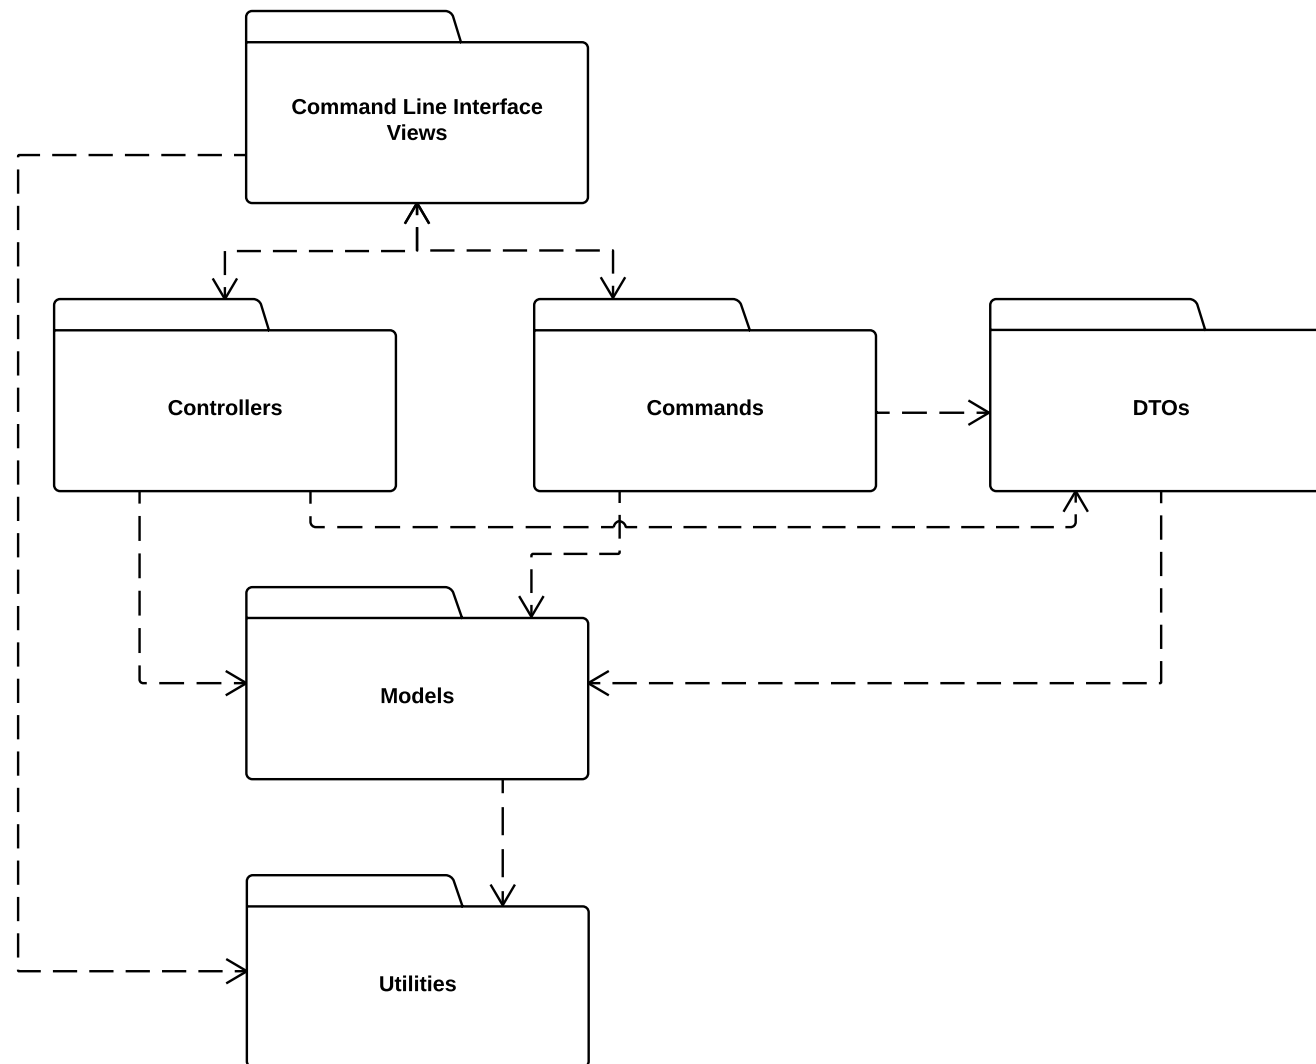 Command Line Interface
Views
Controllers
Commands
DTOs
Models
Utilities